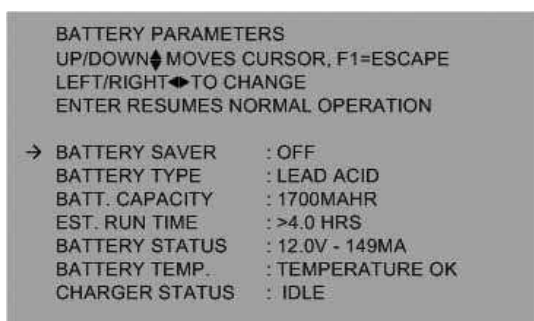 BATTERY PARAMETERS
UP/DOWN♦ MOVES CURSOR, F1=ESCAPE
LEFT/RIGHT◄►TO CHANGE
ENTER RESUMES NORMAL OPERATION
→ BATTERY SAVER : OFF
BATTERY TYPE : LEAD ACID
BATT. CAPACITY : 1700MAHR
EST. RUN TIME : >4.0 HRS
BATTERY STATUS : 12.0V - 149MA
BATTERY TEMP. : TEMPERATURE OK
CHARGER STATUS : IDLE